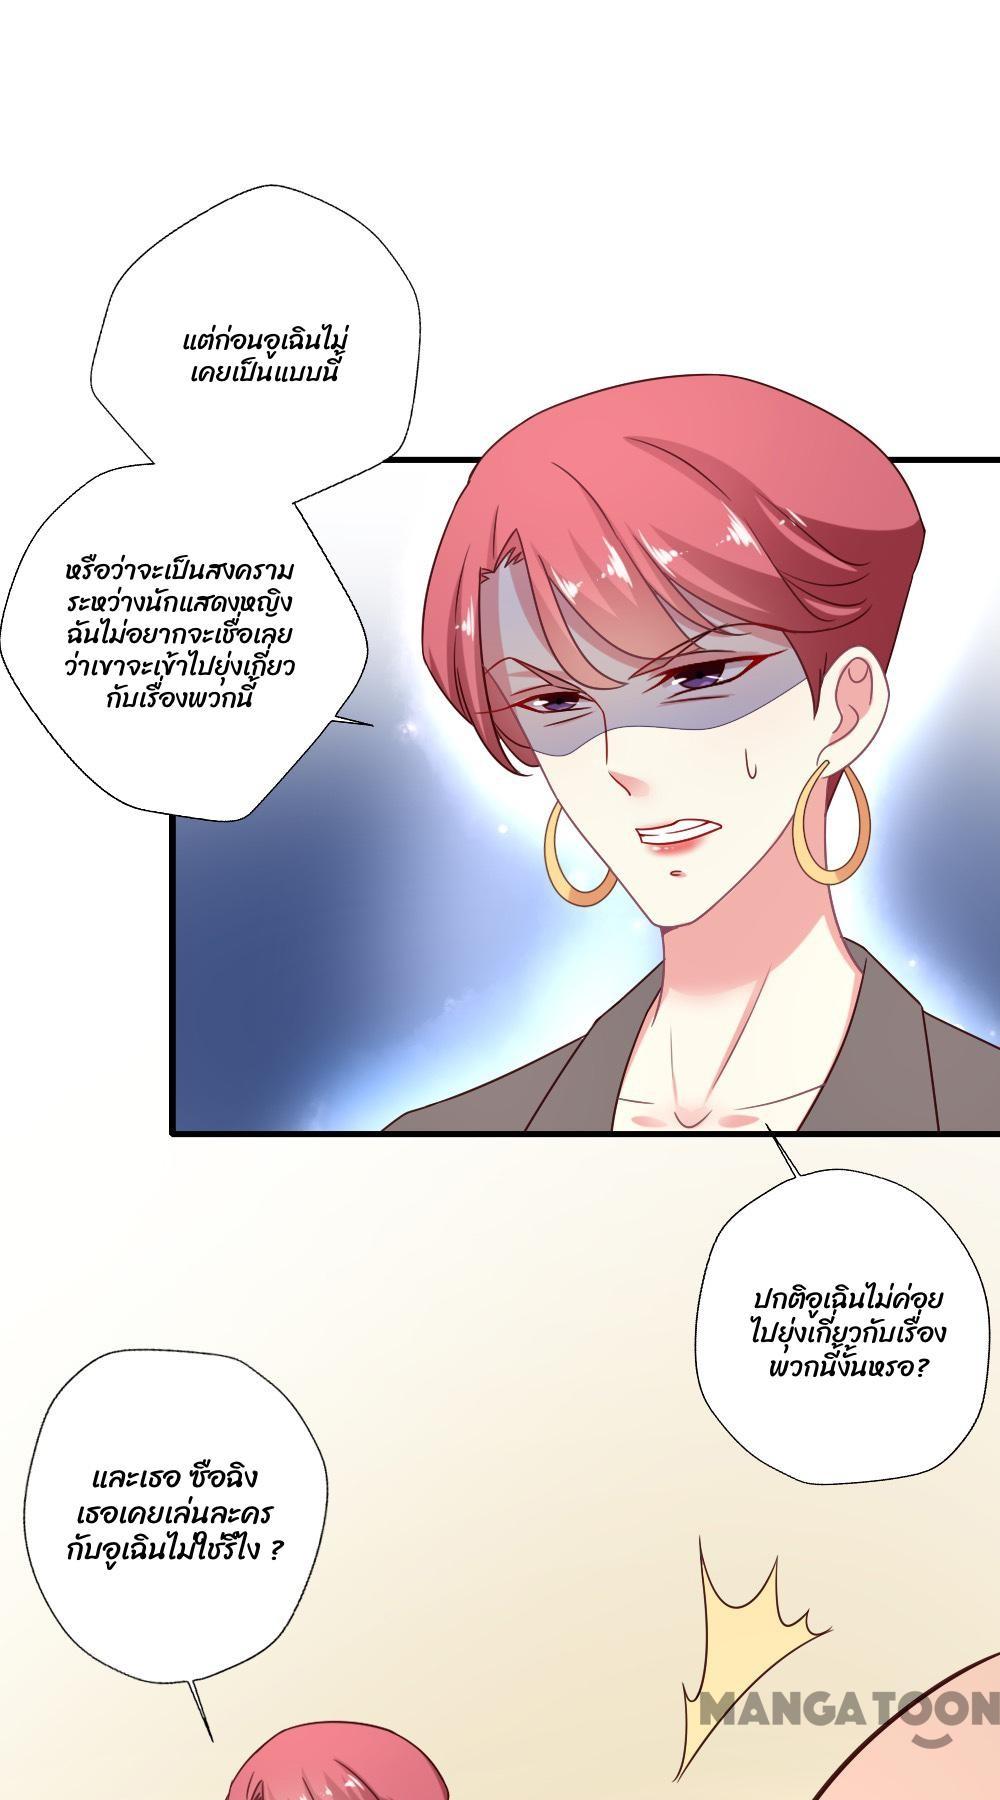 แต่ก่อนอูเฉินไม่
เคยเป็นแบบนี้
หรือว่าจะเป็นสงคราม
ระหว่างนักแสดงหญิง
ฉันไม่อยากจะเชื่อเลย
ว่าเขาจะเข้าไปยุ่งเกี่ยว
กับเรื่องพวกนี้
ปกติอูเฉินไม่ค่อย
ไปยุ่งเกี่ยวกับเรื่อง
พวกนี้งั้นหรอ?
และเธอ ซือฉิง
เธอเคยเล่นละคร
กับอูเฉินไม่ใช่รึไง ?
MANGATOON